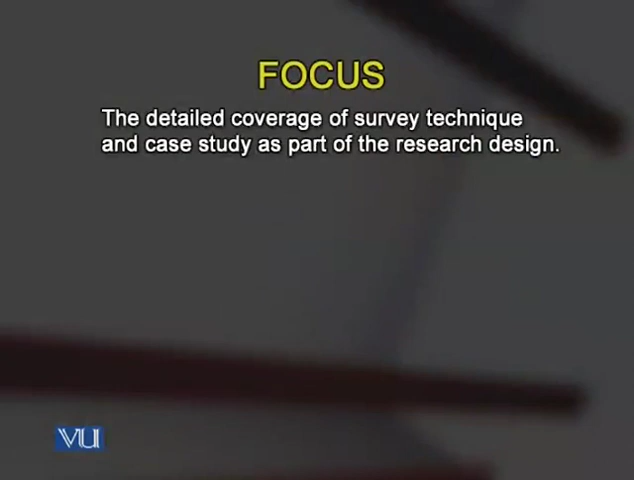 FOCUS
The detailed coverage of survey technique
and case study as part of the research design.
VU